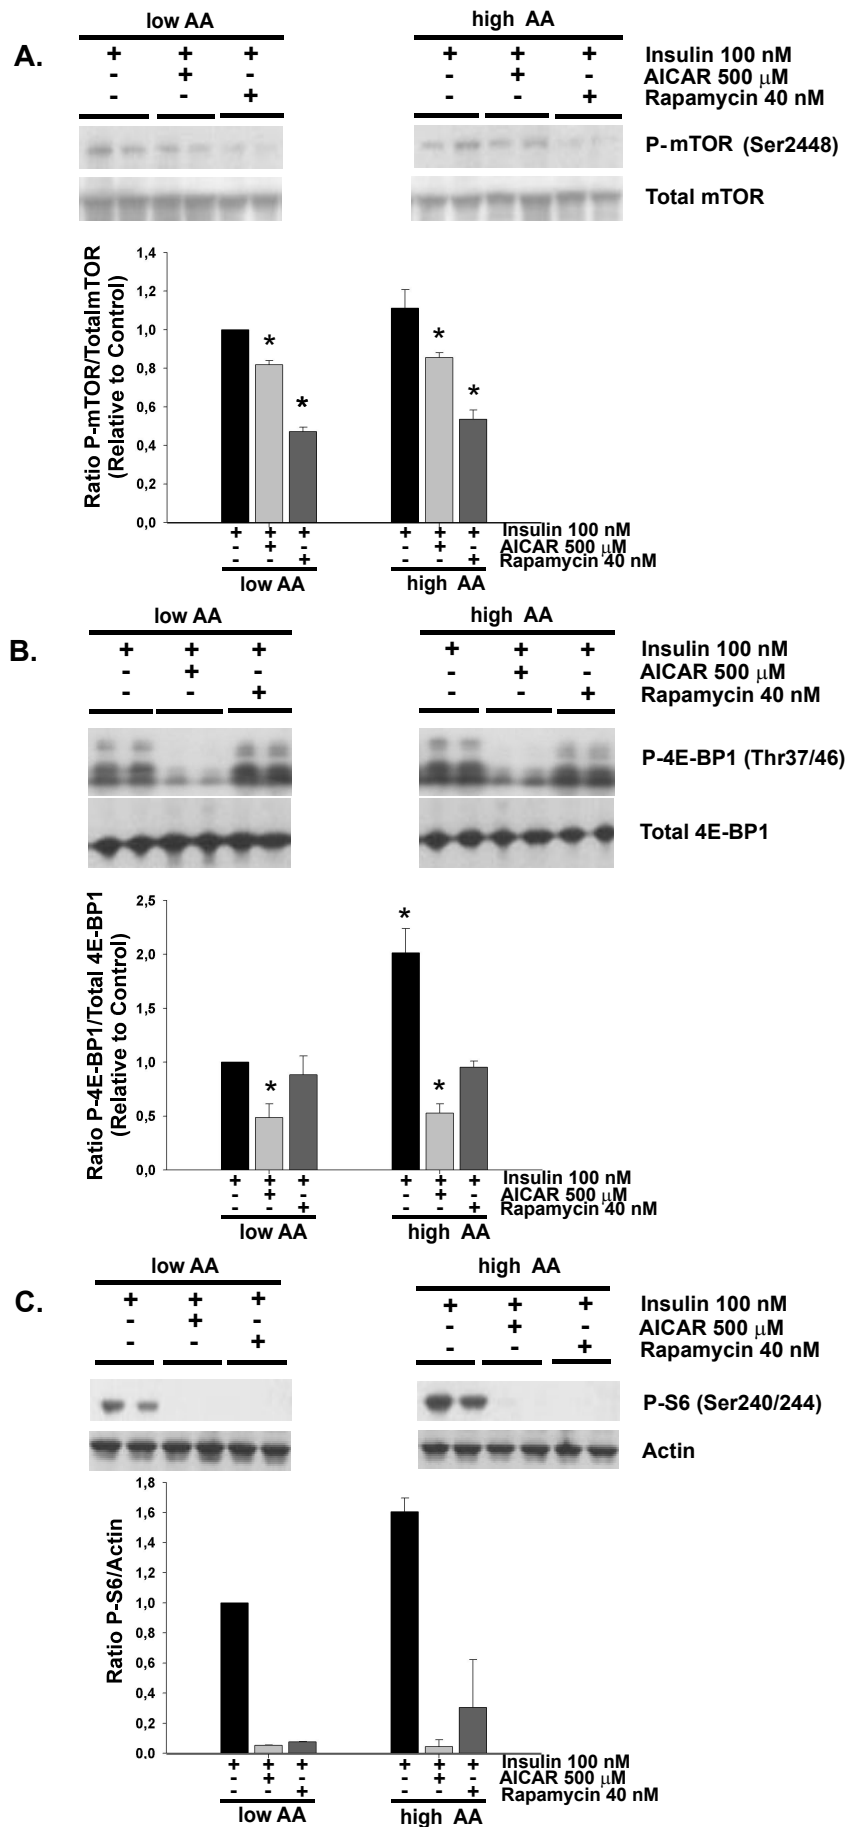 low AA high AA
A.
+ + + + + + Insulin 100 nM
- + - - + - AICAR 500 μM
- - + - - + Rapamycin 40 nM
P-mTOR (Ser2448)
Total mTOR
Ratio P-mTOR/TotalmTOR
(Relative to Control)
1,4
1,2
1,0
0,8
0,6
0,4
0,2
0,0
* * * *
+ + + + + + Insulin 100 nM
- + - - + - AICAR 500 μM
- - + - - + Rapamycin 40 nM
low AA high AA
low AA high AA
B.
+ + + + + + Insulin 100 nM
- + - - + - AICAR 500 μM
- - + - - + Rapamycin 40 nM
P-4E-BP1 (Thr37/46)
Total 4E-BP1
Ratio P-4E-BP1/Total 4E-BP1
(Relative to Control)
2,5
2,0
1,5
1,0
0,5
0,0
* * *
+ + + + + + Insulin 100 nM
- + - - + - AICAR 500 μM
- - + - - + Rapamycin 40 nM
low AA high AA
low AA high AA
C.
+ + + + + + Insulin 100 nM
- + - - + - AICAR 500 μM
- - + - - + Rapamycin 40 nM
P-S6 (Ser240/244)
Actin
Ratio P-S6/Actin
1,8
1,6
1,4
1,2
1,0
0,8
0,6
0,4
0,2
0.0
+ + + + + + Insulin 100 nM
- + - - + - AICAR 500 μM
- - + - - + Rapamycin 40 nM
low AA high AA